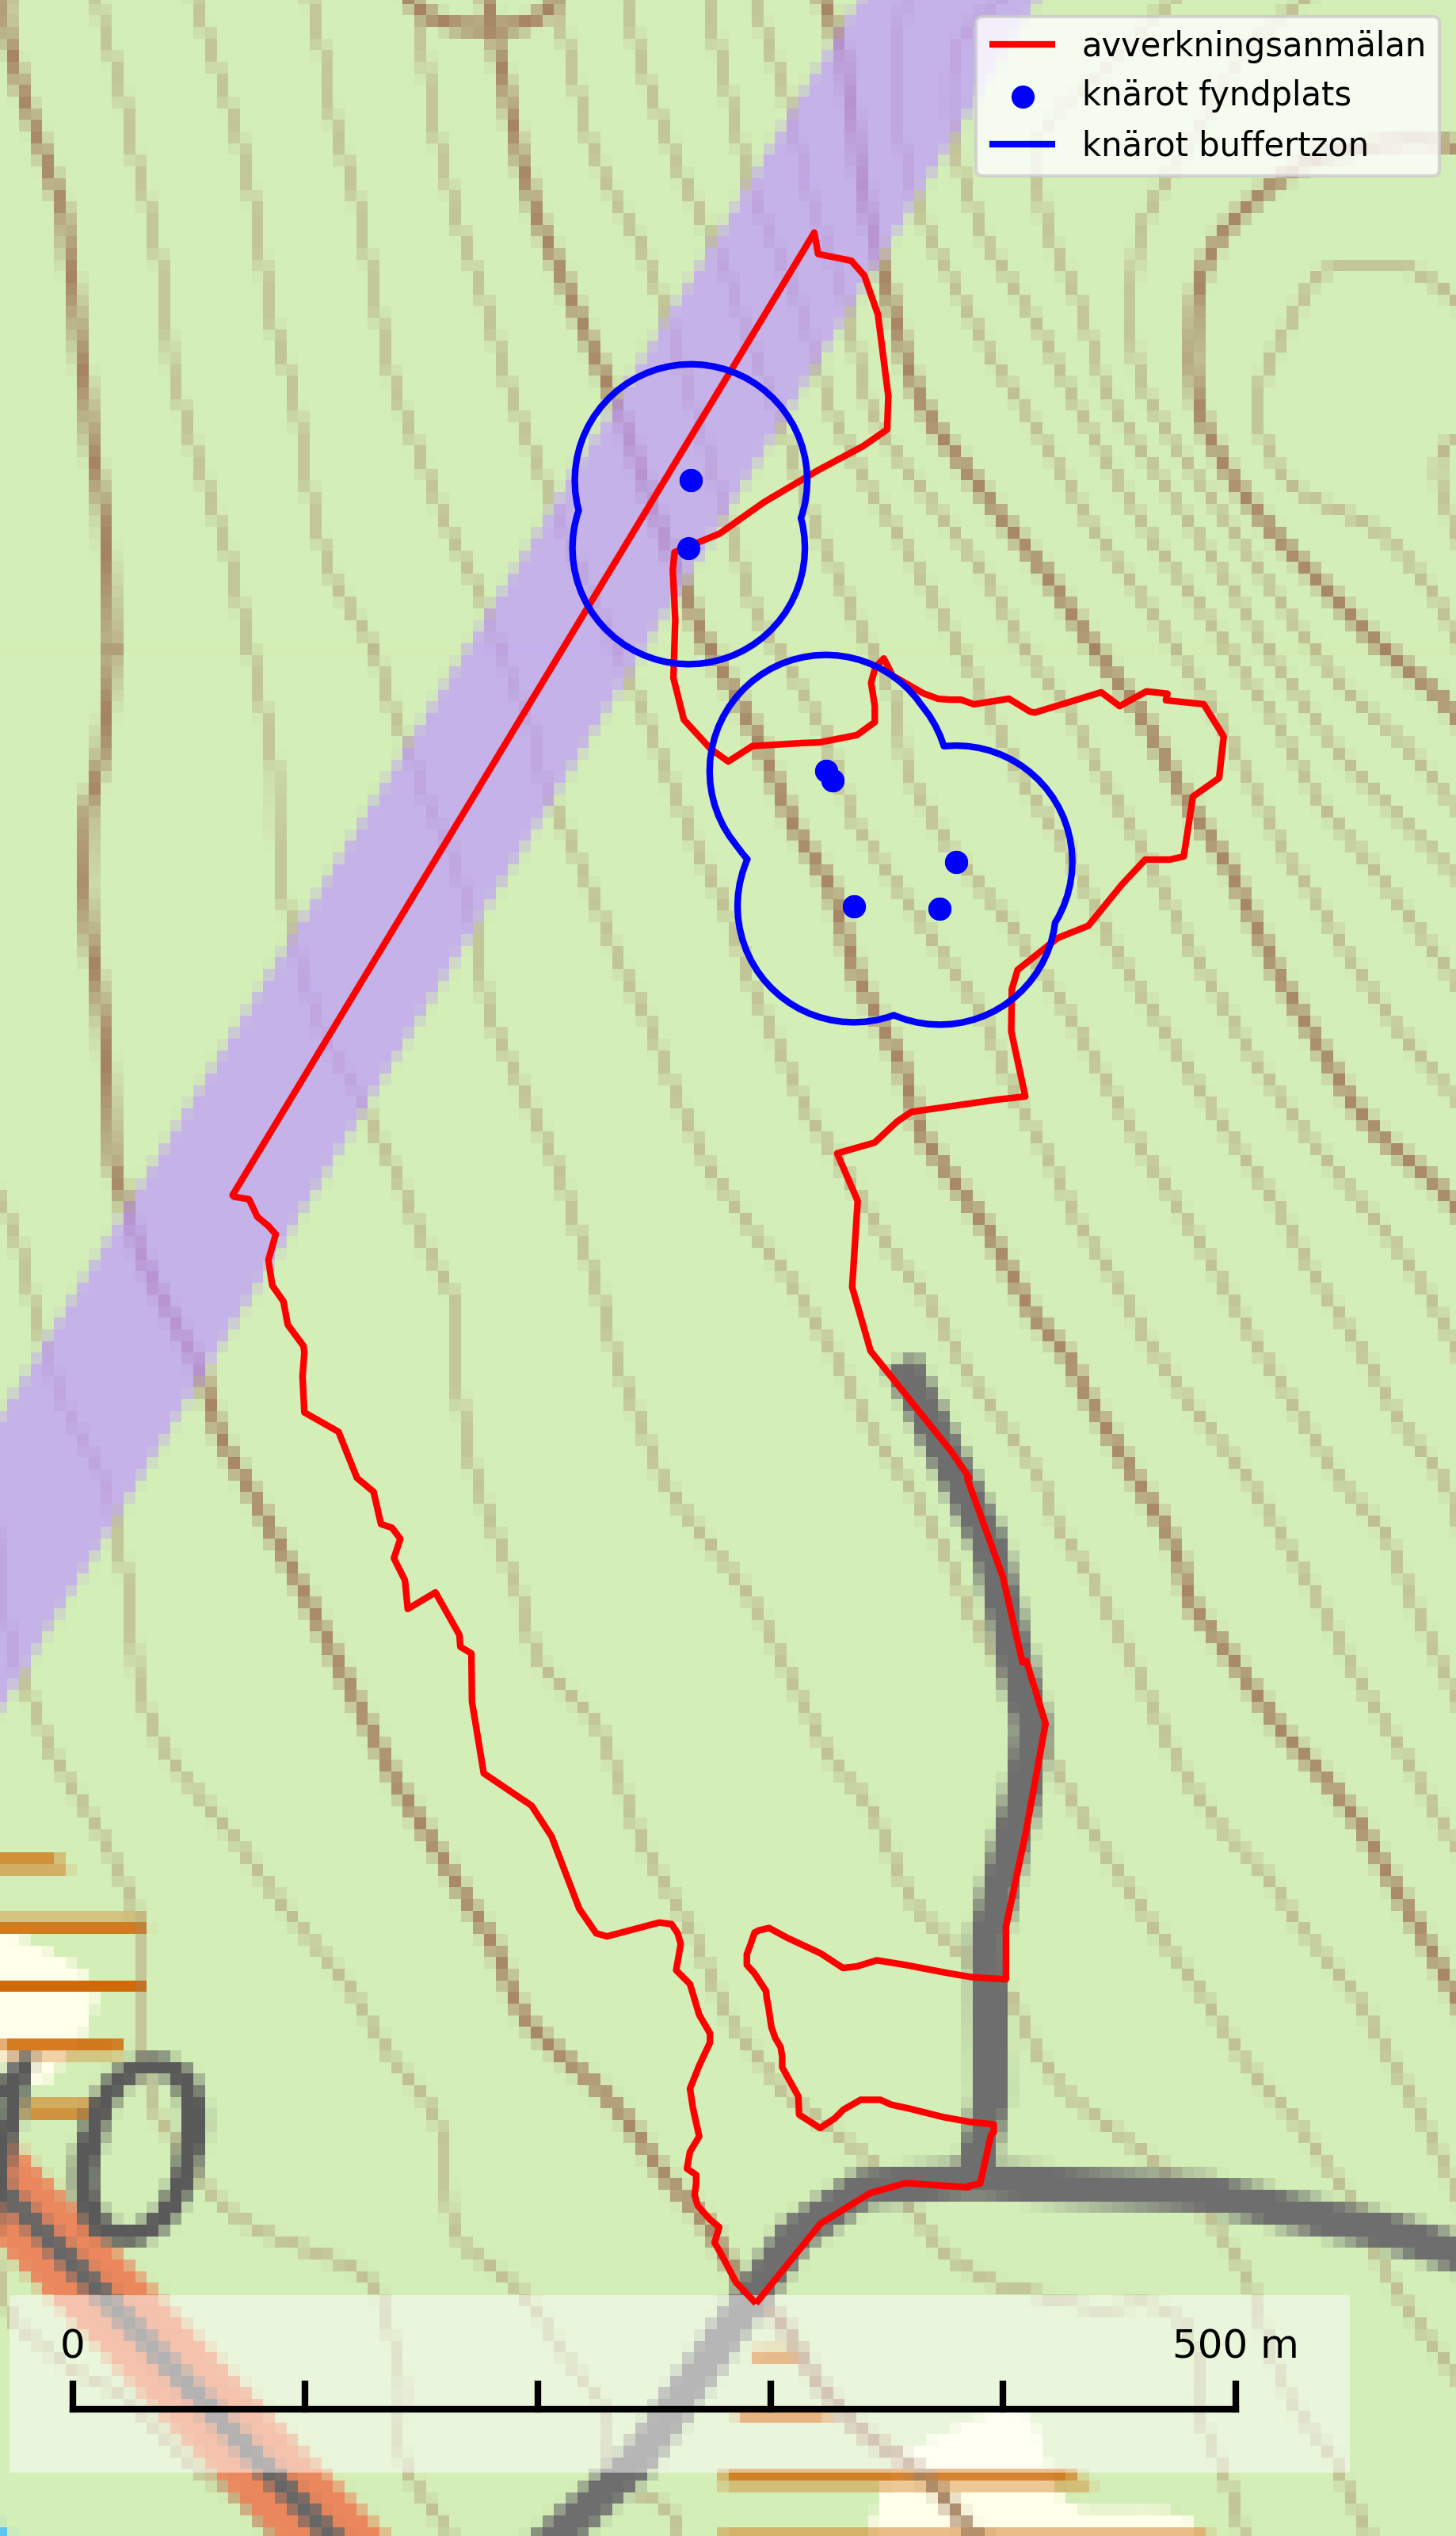 avverkningsanmälan
knärot fyndplats
knärot buffertzon
0 500 m